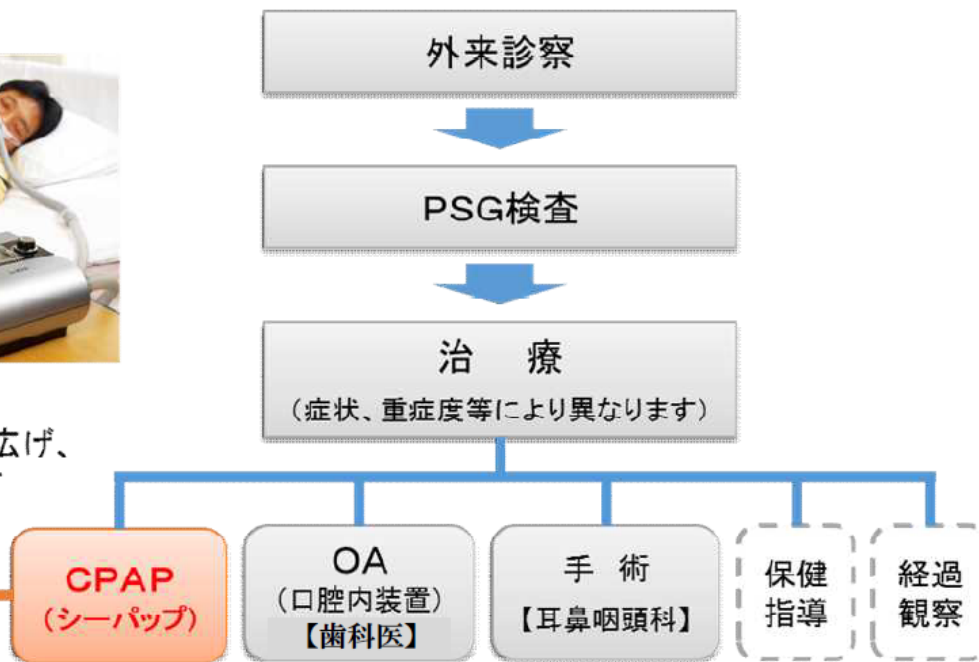 外来診察
PSG検査
治　療
（症状、重症度等により異なります）
広げ、
CPAP
（シーパップ）
OA
（口腔内装置）
【歯科医】
手 術
【耳鼻咽頭科】
保健
指導
経過
観察